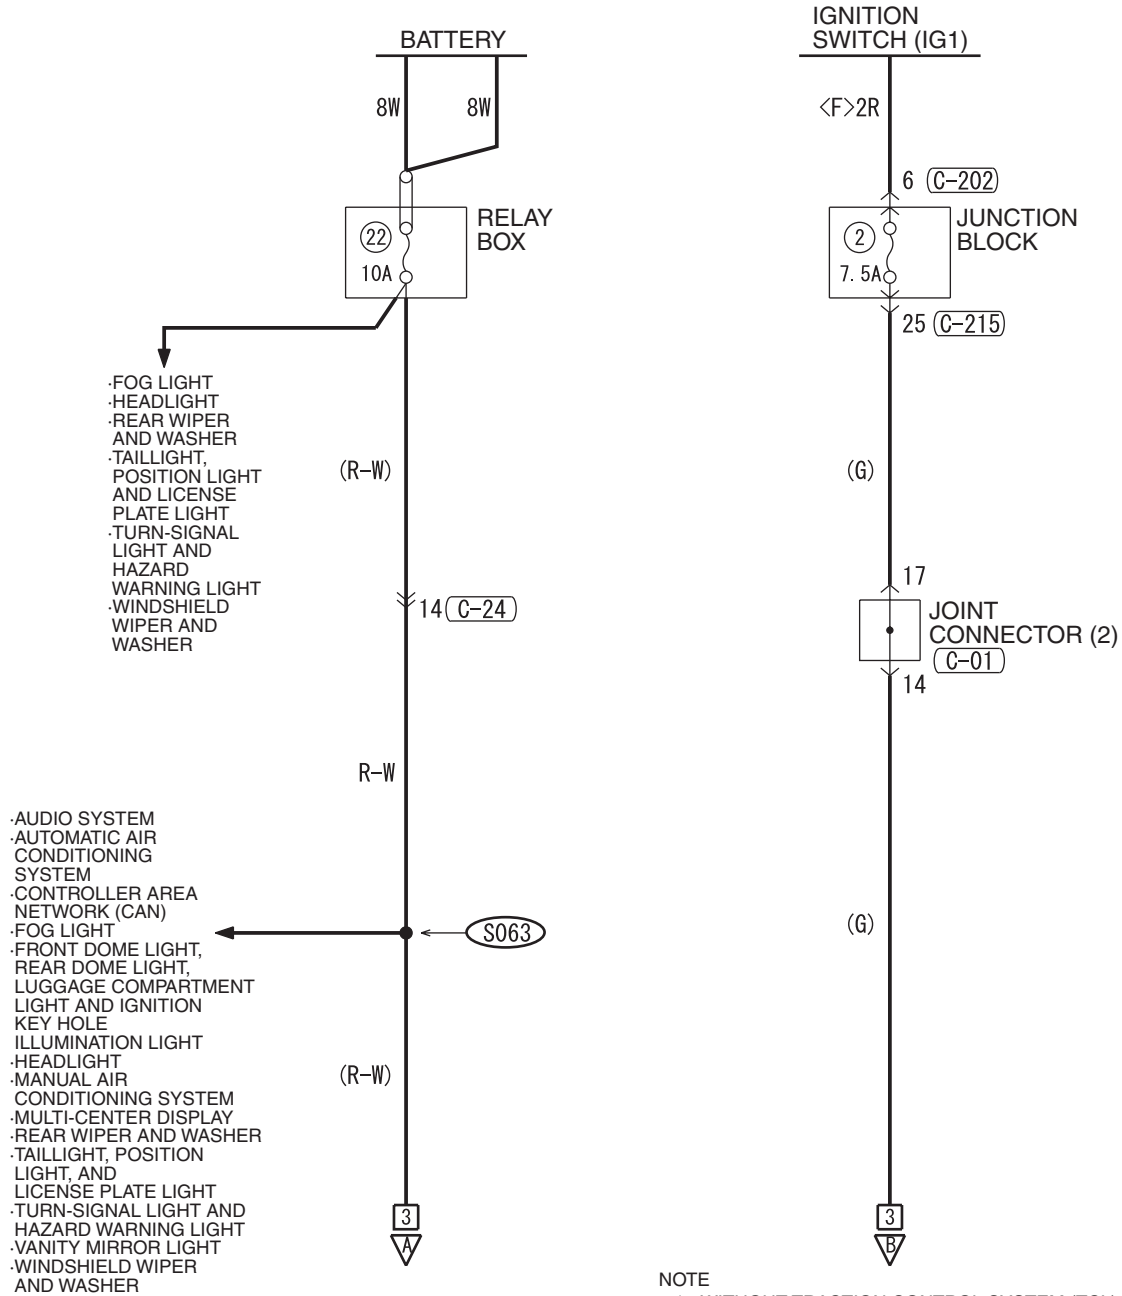 BATTERY
IGNITION
SWITCH (IG1)
8W
8W
<F>2R
6 C-202
22
10A
RELAY
BOX
2
7.5A
JUNCTION
BLOCK
25 C-215
·FOG LIGHT
·HEADLIGHT
·REAR WIPER
AND WASHER
·TAILLIGHT,
POSITION LIGHT
AND LICENSE
PLATE LIGHT
·TURN-SIGNAL
LIGHT AND
HAZARD
WARNING LIGHT
·WINDSHIELD
WIPER AND
WASHER
(R-W)
(G)
14 C-24
17
JOINT
CONNECTOR (2)
C-01
14
R-W
·AUDIO SYSTEM
·AUTOMATIC AIR
CONDITIONING
SYSTEM
·CONTROLLER AREA
NETWORK (CAN)
·FOG LIGHT
·FRONT DOME LIGHT,
REAR DOME LIGHT,
LUGGAGE COMPARTMENT
LIGHT AND IGNITION
KEY HOLE
ILLUMINATION LIGHT
·HEADLIGHT
·MANUAL AIR
CONDITIONING SYSTEM
·MULTI-CENTER DISPLAY
·REAR WIPER AND WASHER
·TAILLIGHT, POSITION
LIGHT, AND
LICENSE PLATE LIGHT
·TURN-SIGNAL LIGHT AND
HAZARD WARNING LIGHT
·VANITY MIRROR LIGHT
·WINDSHIELD WIPER
AND WASHER
S063
(G)
(R-W)
3
A
3
B
NOTE
WITHOUT TRACTION CONTROL SYSTEM